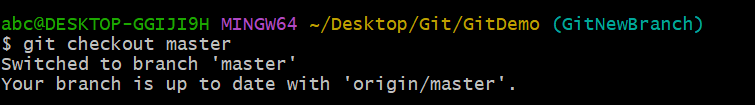 abc@DESKTOP-GGIJI9H MINGW64 ~/Desktop/Git/GitDemo (GitNewBranch)
$ git checkout master
Switched to branch 'master'
Your branch is up to date with 'origin/master'.